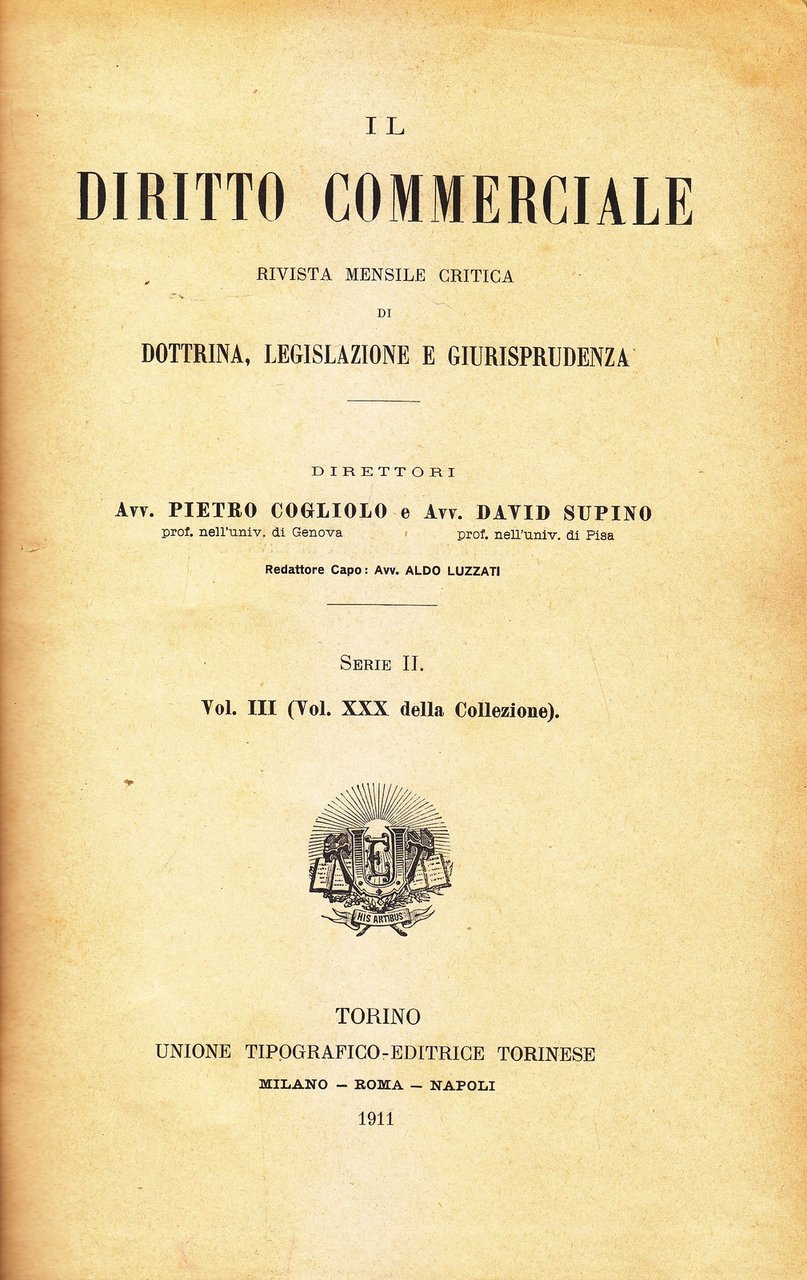 IL
DIRITTO COMMERCIALE
RIVISTA MENSILE CRITICA
DI
DOTTRINA, LEGISLAZIONE E GIURISPRUDENZA
DIRETTORI
Avv. PIETRO COGLIOLO e Avv. DAVID SUPINO
prof. nell'univ. di Genova prof. nell'univ. di Pisa
Redattore Capo: Avv. ALDO LUZZATI
SERIE II.
Vol. III (Vol. XXX della Collezione).
HIS ARTIBUS
TORINO
UNIONE TIPOGRAFICO-EDITRICE TORINESE
MILANO — ROMA — NAPOLI
1911